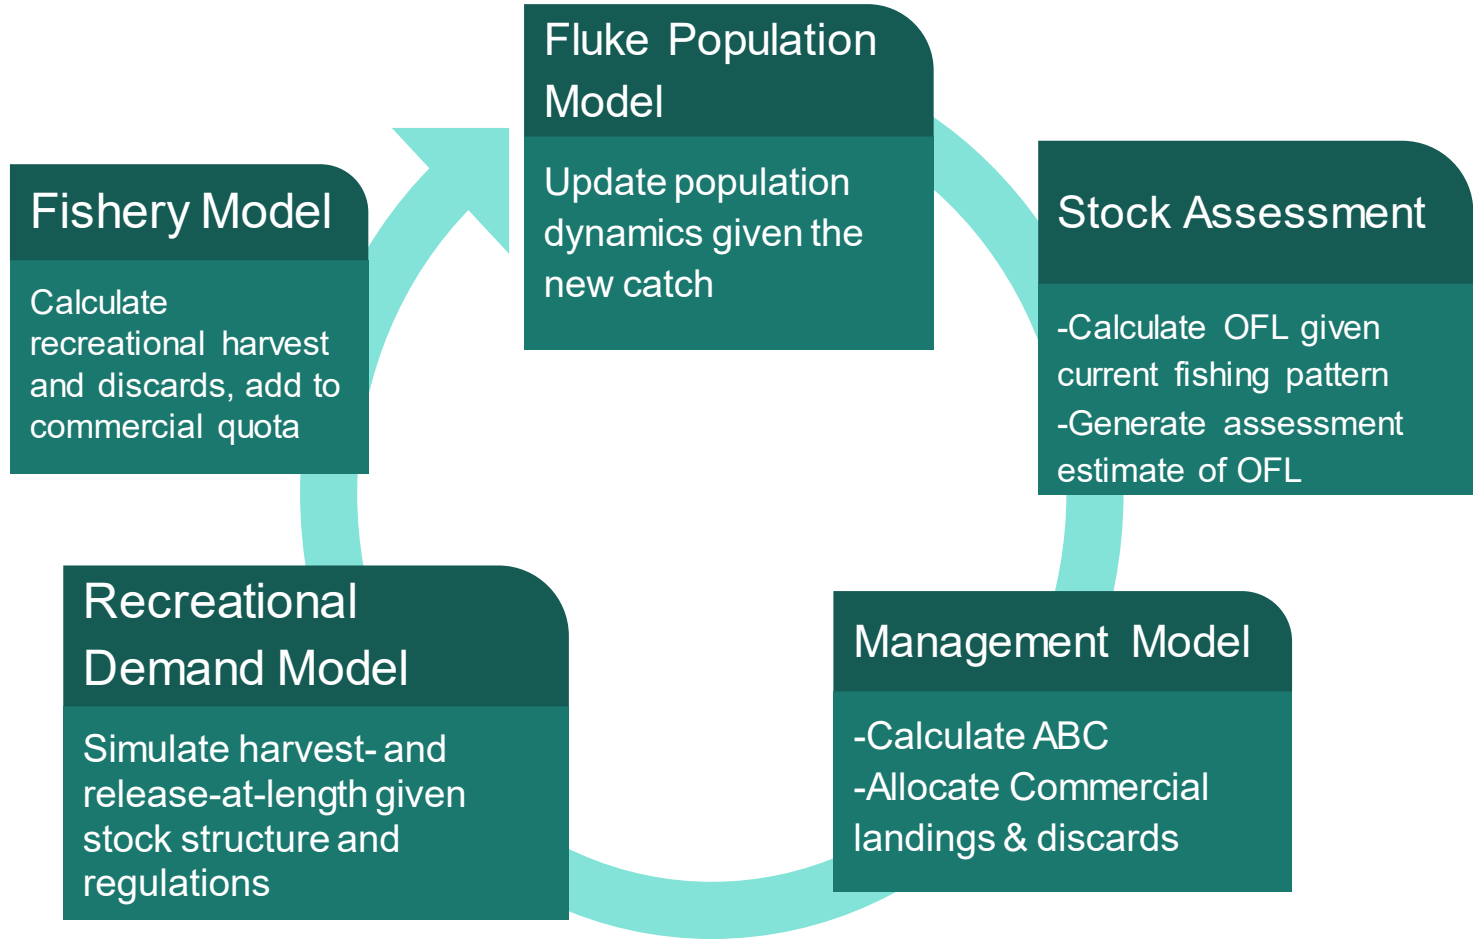 Fluke Population
Model
Update population
dynamics given the
new catch
Stock Assessment
-Calculate OFL given
current fishing pattern
-Generate assessment
estimate of OFL
Management Model
-Calculate ABC
-Allocate Commercial
landings & discards
Recreational
Demand Model
Simulate harvest- and
release-at-length given
stock structure and
regulations
Fishery Model
Calculate
recreational harvest
and discards, add to
commercial quota